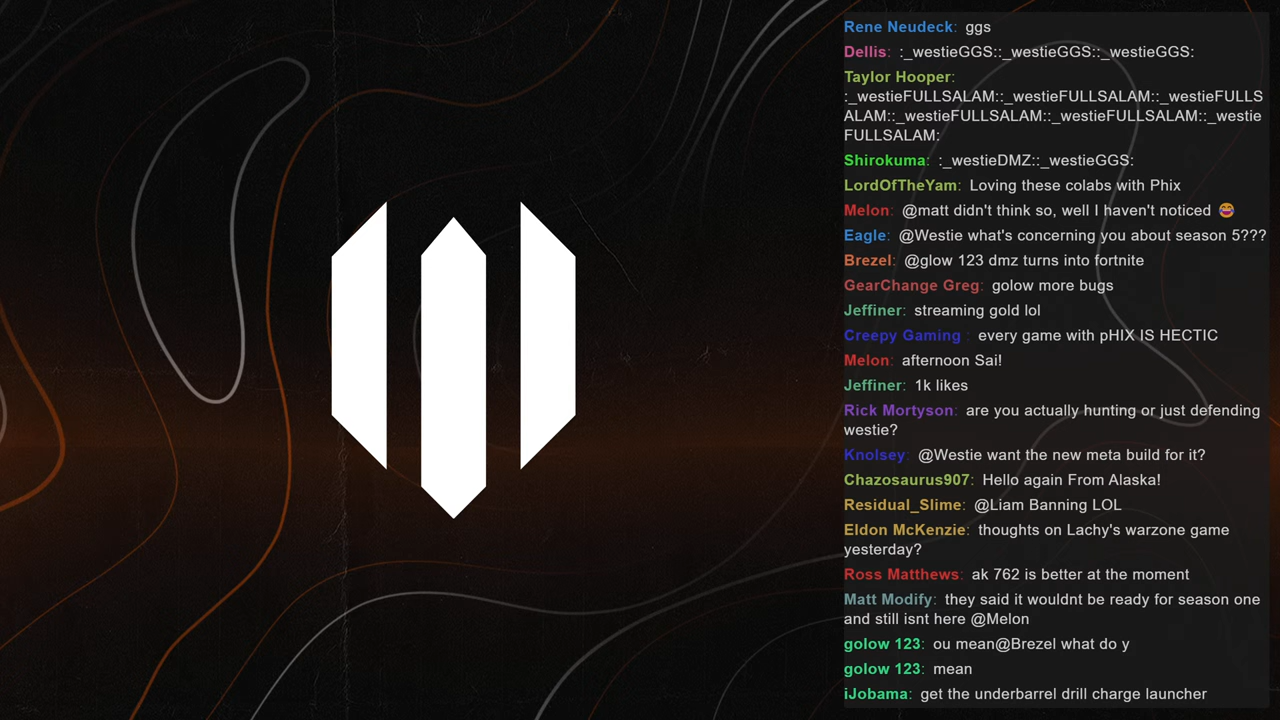 Rene Neudeck: ggs
Dellis: :_westieGGS::_westieGGS::_westieGGS:
Taylor Hooper:
:_westieFULLSALAM::_westieFULLSALAM::_westieFULLS
ALAM::_westieFULLSALAM::_westieFULLSALAM::_westie
FULLSALAM:
Shirokuma: :_westieDMZ::_westieGGS:
LordOfTheYam: Loving these colabs with Phix
Melon: @matt didn't think so, well I haven't noticed 😂
Eagle: @Westie what's concerning you about season 5???
Brezel: @glow 123 dmz turns into fortnite
GearChange Greg: golow more bugs
Jeffiner: streaming gold lol
Creepy Gaming : every game with pHIX IS HECTIC
Melon: afternoon Sai!
Jeffiner: 1k likes
Rick Mortyson: are you actually hunting or just defending
westie?
Knolsey: @Westie want the new meta build for it?
Chazosaurus907: Hello again From Alaska!
Residual_Slime: @Liam Banning LOL
Eldon McKenzie: thoughts on Lachy's warzone game
yesterday?
Ross Matthews: ak 762 is better at the moment
Matt Modify: they said it wouldnt be ready for season one
and still isnt here @Melon
golow 123: ou mean@Brezel what do y
golow 123: mean
iJobama: get the underbarrel drill charge launcher